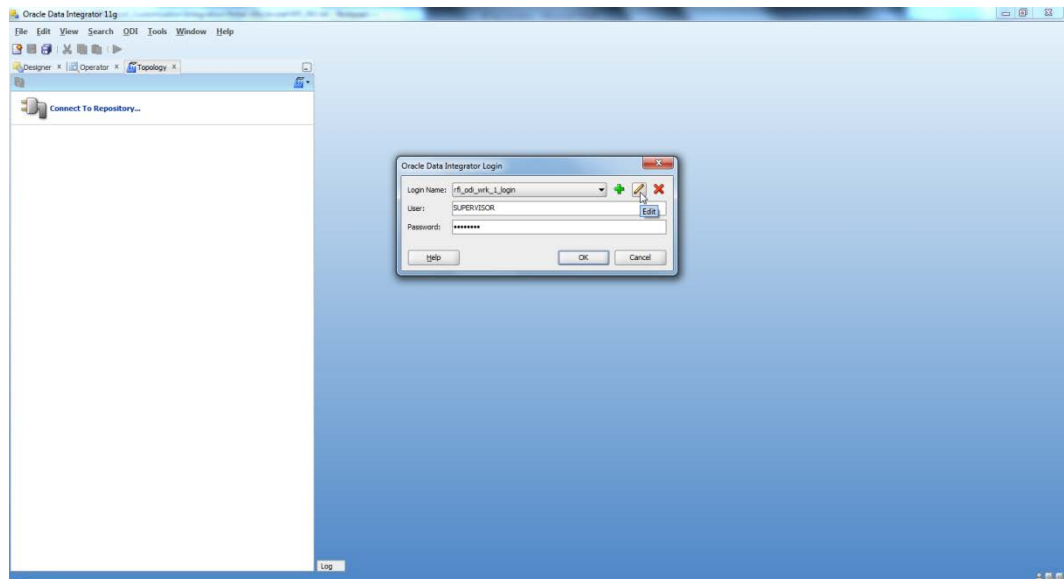 Oracle Data Integrator 11g
File Edit View Search ODI Tools Window Help
Designer x Operator x Topology x
Connect To Repository...
Oracle Data Integrator Login
Login Name: rfi_odi_wrk_1_login
Edit
User: SUPERVISOR
Password: ••••••••
Help OK Cancel
Log